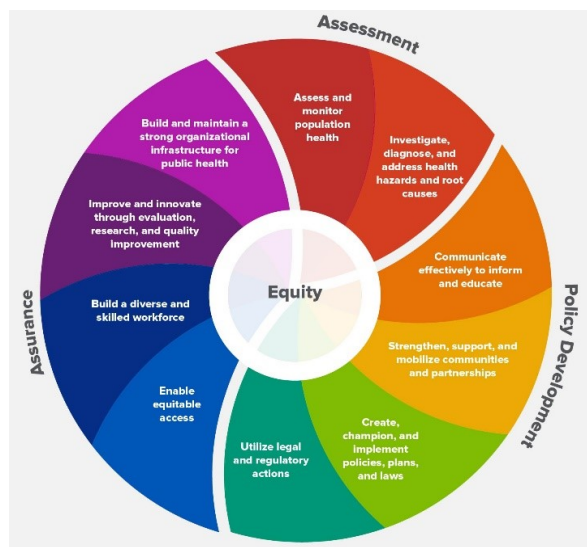 Assessment
Assess and
monitor
population
health
Investigate,
diagnose, and
address health
hazards and root
causes
Communicate
effectively to inform
and educate
Strengthen, support, and
mobilize communities
and partnerships
Create,
champion, and
implement
policies, plans,
and laws
Policy Development
Utilize legal
and regulatory
actions
Enable
equitable
access
Build a diverse and
skilled workforce
Improve and innovate
through evaluation,
research, and quality
improvement
Build and maintain a
strong organizational
infrastructure for
public health
Assurance
Equity